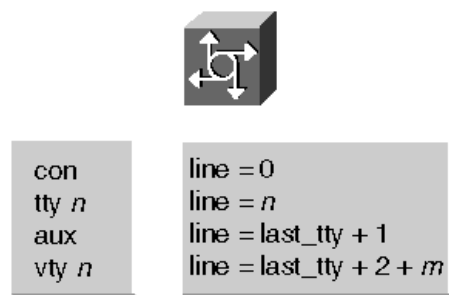 con line = 0
tty n line = n
aux line = last_tty + 1
vty n line = last_tty + 2 + m